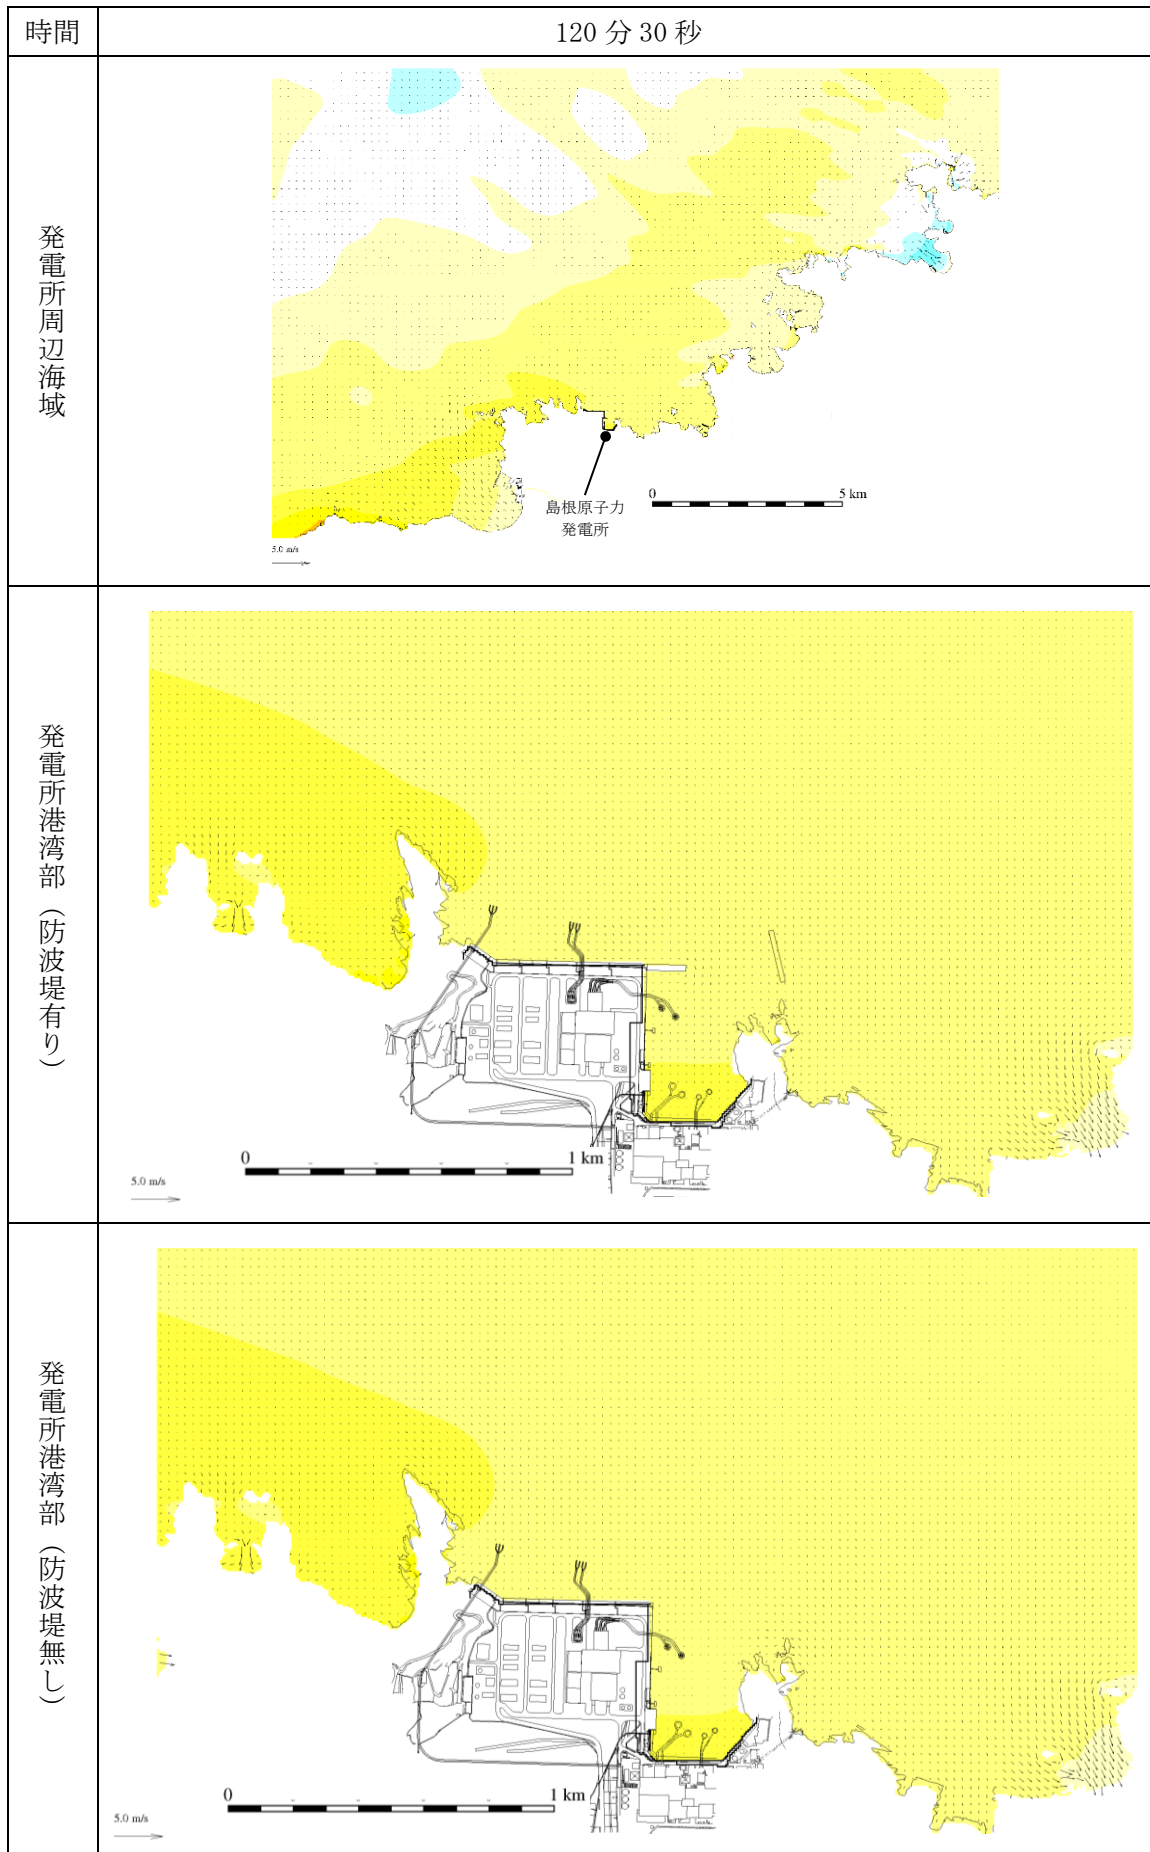 時間
120 分 30 秒
発電所周辺海域
島根原子力
発電所
0 5 km
5.0 m/s
発電所港湾部（防波堤有り）
0 1 km
5.0 m/s
発電所港湾部（防波堤無し）
0 1 km
5.0 m/s